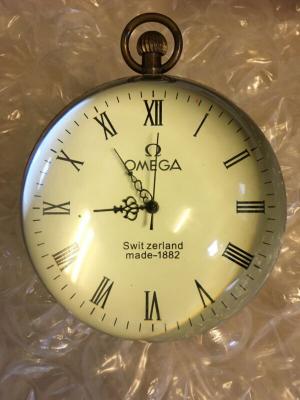 XII
XI
I
Ω
OMEGA
X
II
IX
III
Swit zerland
made-1882
VIII
IIII
VII
V
VI